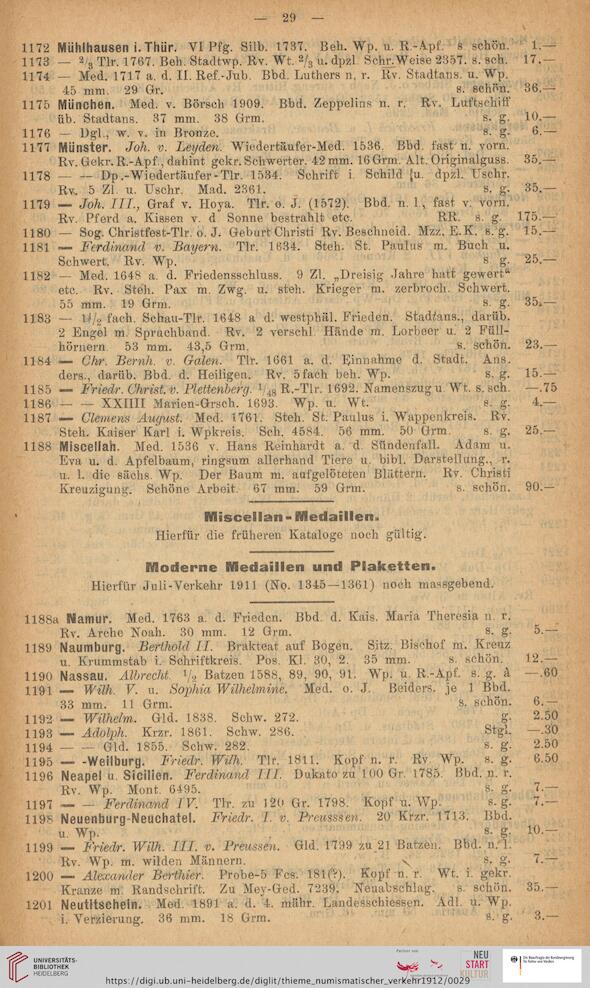 — 29 —
1172 Mühlhausen i. Thür. VI Pfg. Silb. 1737. Beh. Wp. u. R.-Apf. s. schön. 1.—
1173 — 2/3 Tlr. 1767. Beh. Stadtwp. Rv. Wt. 2/3 u. dpzl. Schr. Weise 2357. s. sch. 17.—
1174 — Med. 1717 a. d. II. Ref.-Jub. Bbd. Luthers n. r. Rv. Stadtans. u. Wp.
45 mm. 29 Gr. s. schön. 36.—
1175 München. Med. v. Börsch 1909. Bbd. Zeppelins n. r. Rv. Luftschiff
üb. Stadtans. 37 mm. 38 Grm. s. g. 10.—
1176 — Dgl., w. v. in Bronze. s. g. 6.—
1177 Münster. Joh. v. Leyden. Wiedertäufer-Med. 1536. Bbd. fast n. vorn.
Rv. Gekr. R.-Apf., dahint gekr. Schwerter. 42 mm. 16 Grm. Alt. Originalguss. 35.—
1178 — — Dp.-Wiedertäufer-Tlr. 1534. Schrift i. Schild u. dpzl. Uschr.
Rv. 5 Zl. u. Uschr. Mad. 2361. s. g. 35.—
1179 — Joh. III., Graf v. Hoya. Tlr. o. J. (1572). Bbd. n. l., fast v. vorn.
Rv. Pferd a. Kissen v. d Sonne bestrahlt etc. RR. s. g. 175.—
1180 — Sog. Christfest-Tlr. o. J. Geburt Christi Rv. Beschneid. Mzz. E.K. s. g. 15.—
1181 — Ferdinand v. Bayern. Tlr. 1634. Steh. St. Paulus m. Buch u.
Schwert. Rv. Wp. s. g. 25.—
1182 — Med. 1648 a. d. Friedensschluss. 9 Zl. „Dreisig Jahre hatt gewert“
etc. Rv. Steh. Pax m. Zwg. u. steh. Krieger m. zerbroch. Schwert.
55 mm. 19 Grm. s. g. 35.—
1183 — 1 1/2 fach. Schau-Tlr. 1648 a d. westphäl. Frieden. Stadtans., darüb.
2 Engel m. Spruchband. Rv. 2 verschl. Hände m. Lorbeer u. 2 Füll-
hörnern. 53 mm. 43,5 Grm. s. schön. 23.—
1184 — Chr. Bernh. v. Galen. Tlr. 1661 a. d. Einnahme d. Stadt. Ans.
ders., darüb. Bbd. d. Heiligen. Rv. 5 fach beh. Wp. s. g. 15.—
1185 — Friedr. Christ. v. Plettenberg. 1/48 R.-Tlr. 1692. Namenszug u. Wt. s. sch. —.75
1186 — — XXIIII Marien-Grsch. 1693. Wp. u. Wt. s. g. 4.—
1187 — Clemens August. Med. 1761. Steh. St. Paulus i. Wappenkreis. Rv.
Steh. Kaiser Karl i. Wpkreis. Sch. 4584. 56 mm. 50 Grm. s. g. 25.—
1188 Miscellan. Med. 1536 v. Hans Reinhardt a. d. Sündenfall. Adam u.
Eva u. d. Apfelbaum, ringsum allerhand Tiere u. bibl. Darstellung., r.
u. l. die sächs. Wp. Der Baum m. aufgelöteten Blättern. Rv. Christi
Kreuzigung. Schöne Arbeit. 67 mm. 59 Grm. s. schön. 90.—
Miscellan-Medaillen.
Hierfür die früheren Kataloge noch gültig.
Moderne Medaillen und Plaketten.
Hierfür Juli-Verkehr 1911 (No. 1345—1361) noch massgebend.
1188a Namur. Med. 1763 a. d. Frieden. Bbd. d. Kais. Maria Theresia n. r.
Rv. Arche Noah. 30 mm. 12 Grm. s. g. 5.—
1189 Naumburg. Berthold II. Brakteat auf Bogen. Sitz. Bischof m. Kreuz
u. Krummstab i. Schriftkreis. Pos. Kl. 30, 2. 35 mm. s. schön. 12.—
1190 Nassau. Albrecht. 1/2 Batzen 1588, 89, 90, 91. Wp. u. R.-Apf. s. g. à —.60
1191 — Wilh. V. u. Sophia Wilhelmine. Med. o. J. Beiders. je 1 Bbd.
33 mm. 11 Grm. s. schön. 6.—
1192 — Wilhelm. Gld. 1838. Schw. 272. g. 2.50
1193 — Adolph. Krzr. 1861. Schw. 286. Stgl. —.30
1194 — — Gld. 1855. Schw. 282. s. g. 2.50
1195 — -Weilburg. Friedr. Wilh. Tlr. 1811. Kopf n. r. Rv. Wp. s. g. 6.50
1196 Neapel u. Sicilien. Ferdinand III. Dukato zu 100 Gr. 1785. Bbd. n. r.
Rv. Wp. Mont. 6495. s. g. 7.—
1197 — — Ferdinand IV. Tlr. zu 120 Gr. 1798. Kopf u. Wp. s. g. 7.—
1198 Neuenburg-Neuchatel. Friedr. I. v. Preusssen. 20 Krzr. 1713. Bbd.
u. Wp. s. g. 10.—
1199 — Friedr. Wilh. III. v. Preussen. Gld. 1799 zu 21 Batzen. Bbd. n. l.
Rv. Wp. m. wilden Männern. s. g. 7.—
1200 — Alexander Berthier. Probe-5 Fcs. 181(?). Kopf n. r. Wt. i. gekr.
Kranze m. Randschrift. Zu Mey-Ged. 7239. Neuabschlag. s. schön. 35.—
1201 Neutitschein. Med. 1891 a. d. 4. mähr. Landesschiessen. Adl. u. Wp.
i. Verzierung. 36 mm. 18 Grm. s. g. 3.—
UNIVERSITÄTS-
BIBLIOTHEK
HEIDELBERG
Partner von
NEU
START
KULTUR
https://digi.ub.uni-heidelberg.de/diglit/thieme_numismatischer_verkehr1912/0029